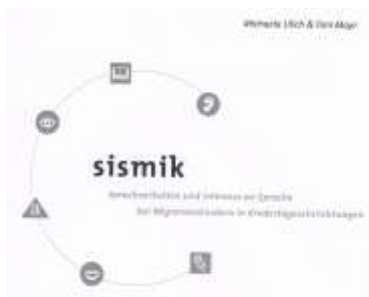 Michaela Ulich & Toni Mayr
sismik
Sprachverhalten und Interesse an Sprache
bei Migrantenkindern in Kindertageseinrichtungen